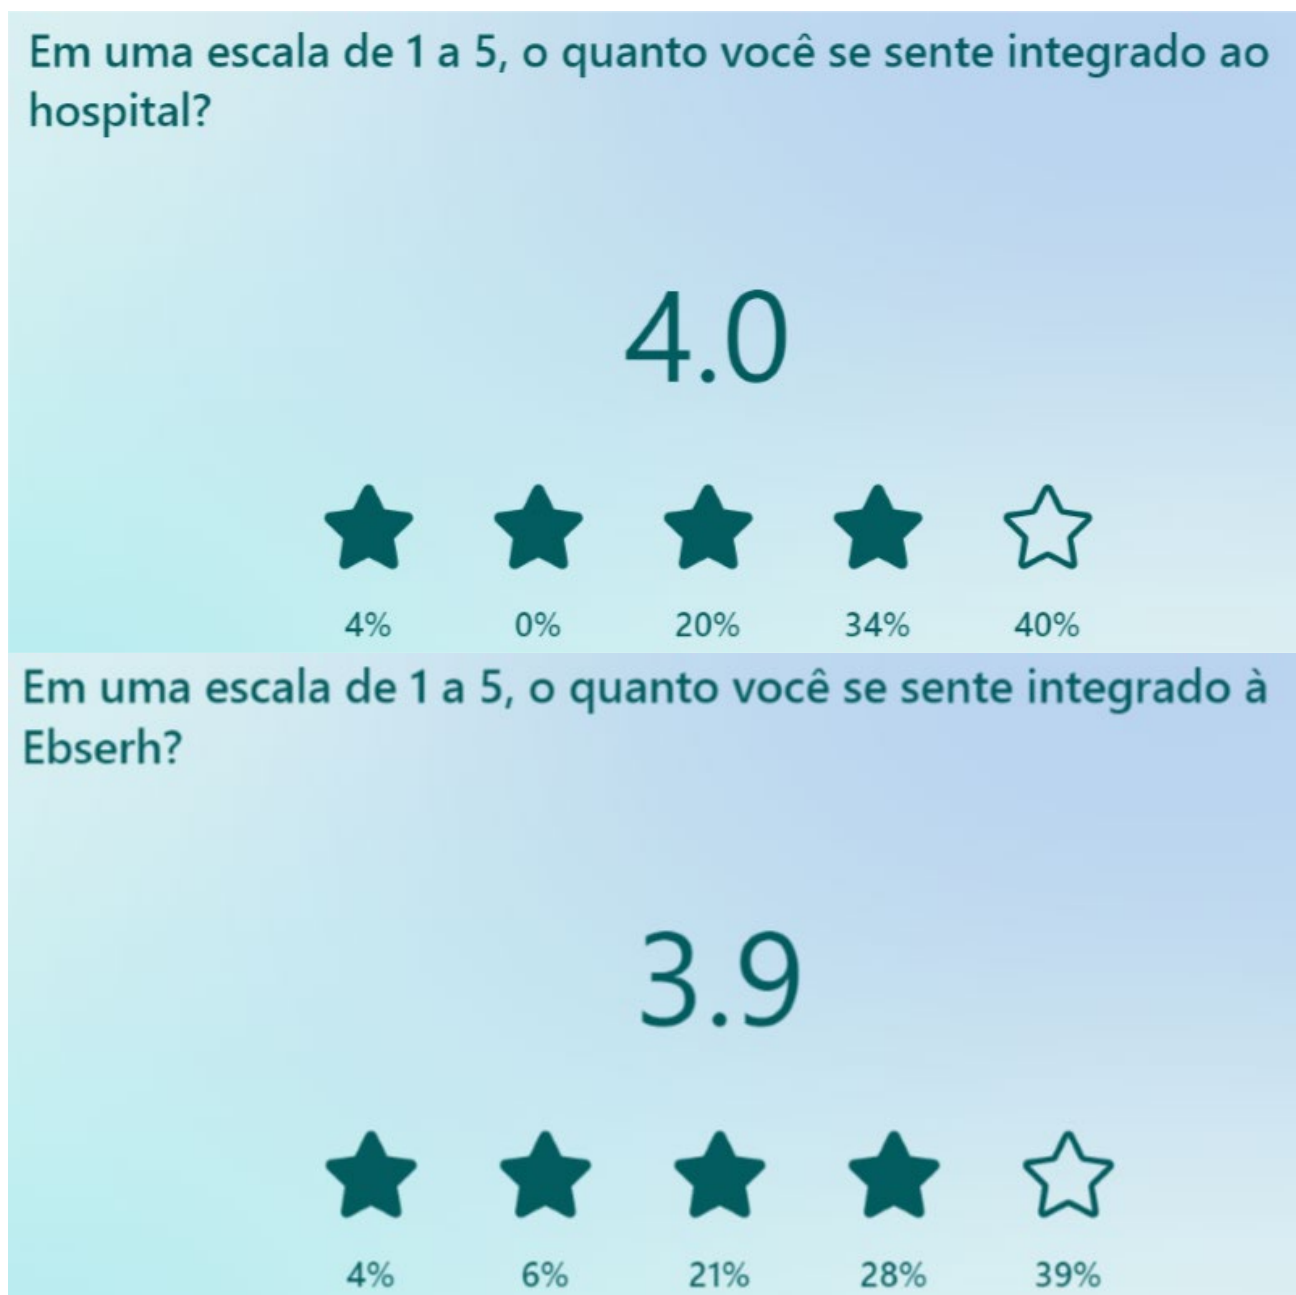 Em uma escala de 1 a 5, o quanto você se sente integrado ao
hospital?
4.0
4% 0% 20% 34% 40%
Em uma escala de 1 a 5, o quanto você se sente integrado à
Ebserh?
3.9
4% 6% 21% 28% 39%